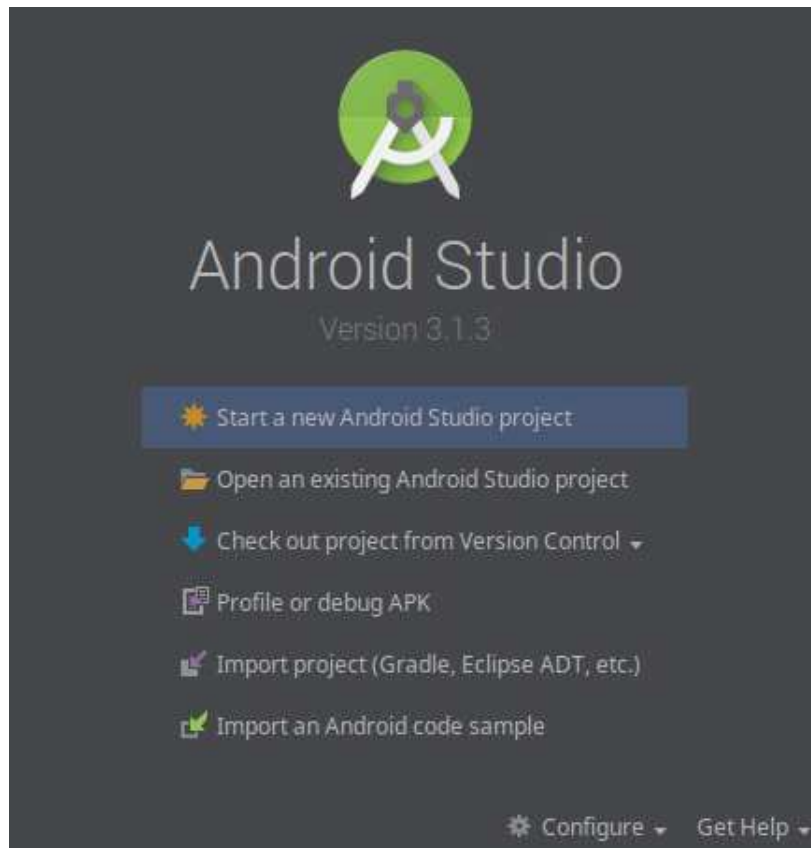 Android Studio
Version 3.1.3
Start a new Android Studio project
Open an existing Android Studio project
Check out project from Version Control
Profile or debug APK
Import project (Gradle, Eclipse ADT, etc.)
Import an Android code sample
Configure Get Help